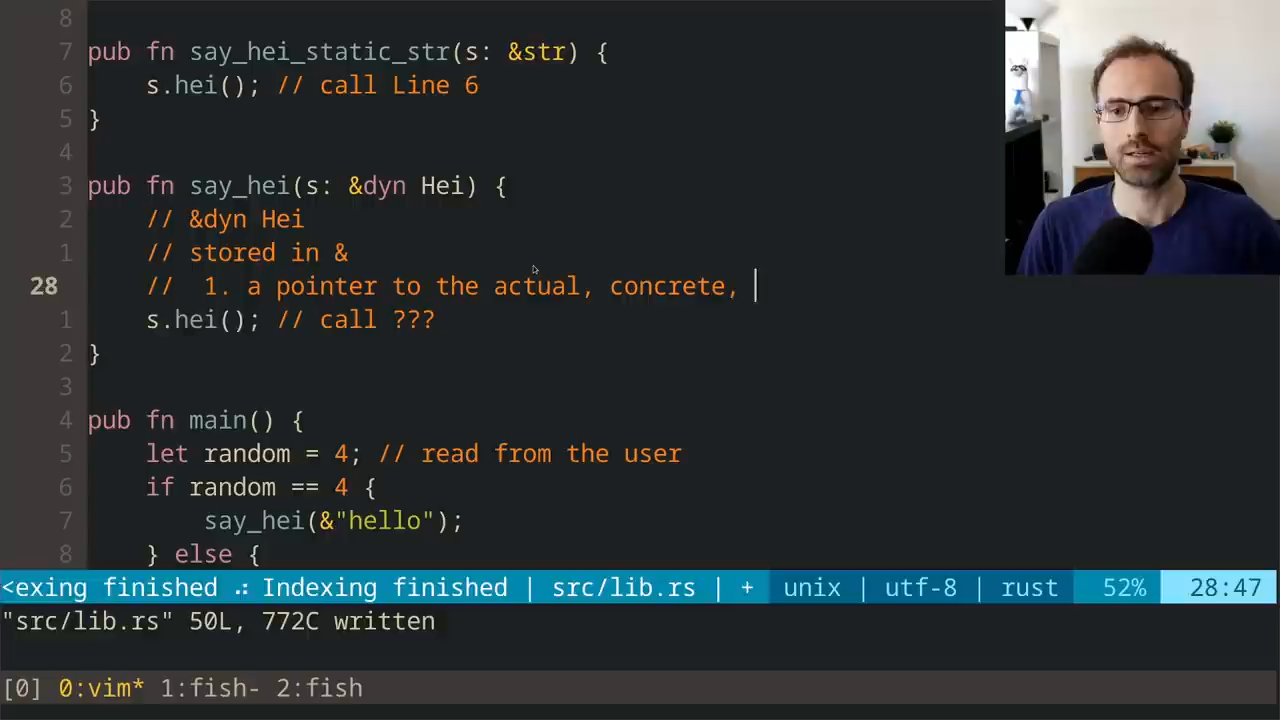 8
7 pub fn say_hei_static_str(s: &str) {
6 s.hei(); // call Line 6
5 }
4
3 pub fn say_hei(s: &dyn Hei) {
2 // &dyn Hei
1 // stored in &
28 // 1. a pointer to the actual, concrete,
1 s.hei(); // call ???
2 }
3
4 pub fn main() {
5 let random = 4; // read from the user
6 if random == 4 {
7 say_hei(&"hello");
8 } else {
<exing finished .: Indexing finished | src/lib.rs | + unix | utf-8 | rust 52% 28:47
"src/lib.rs" 50L, 772C written
[0] 0:vim* 1:fish- 2:fish